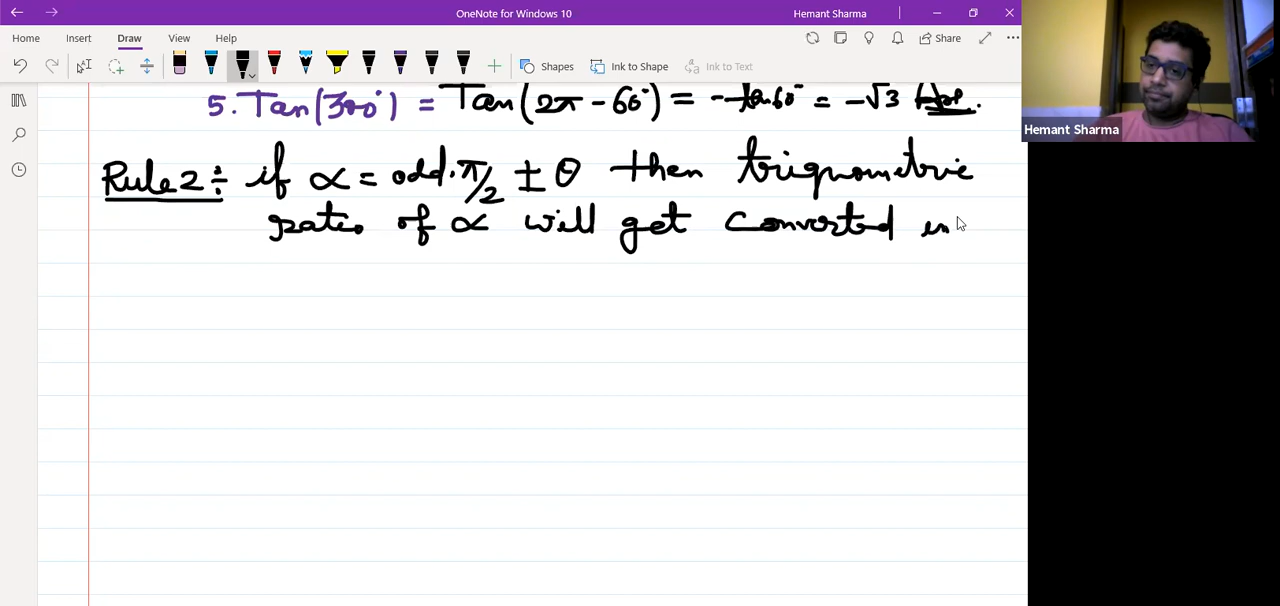 OneNote for Windows 10
Hemant Sharma
Home Insert Draw View Help
Share
Shapes Ink to Shape Ink to Text
5. Tan(300°) = Tan(2π - 60°) = -tan60° = -√3
Hemant Sharma
Rule 2 ÷ if α = odd.π/2 ± θ then trignometric
ratio of α will get converted in